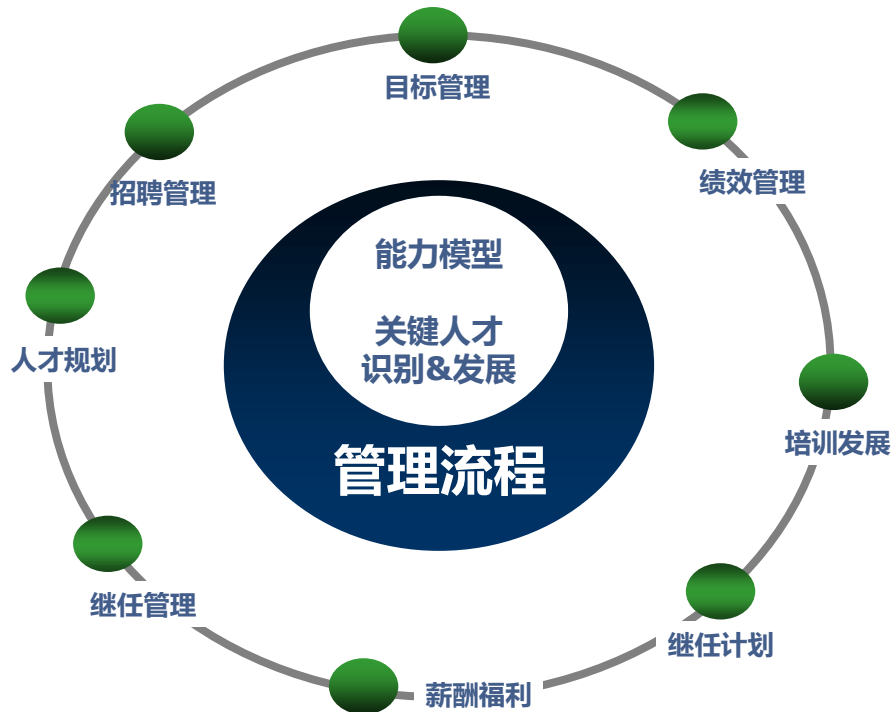 目标管理
绩效管理
招聘管理
能力模型
关键人才
识别&发展
人才规划
培训发展
管理流程
继任管理
继任计划
薪酬福利